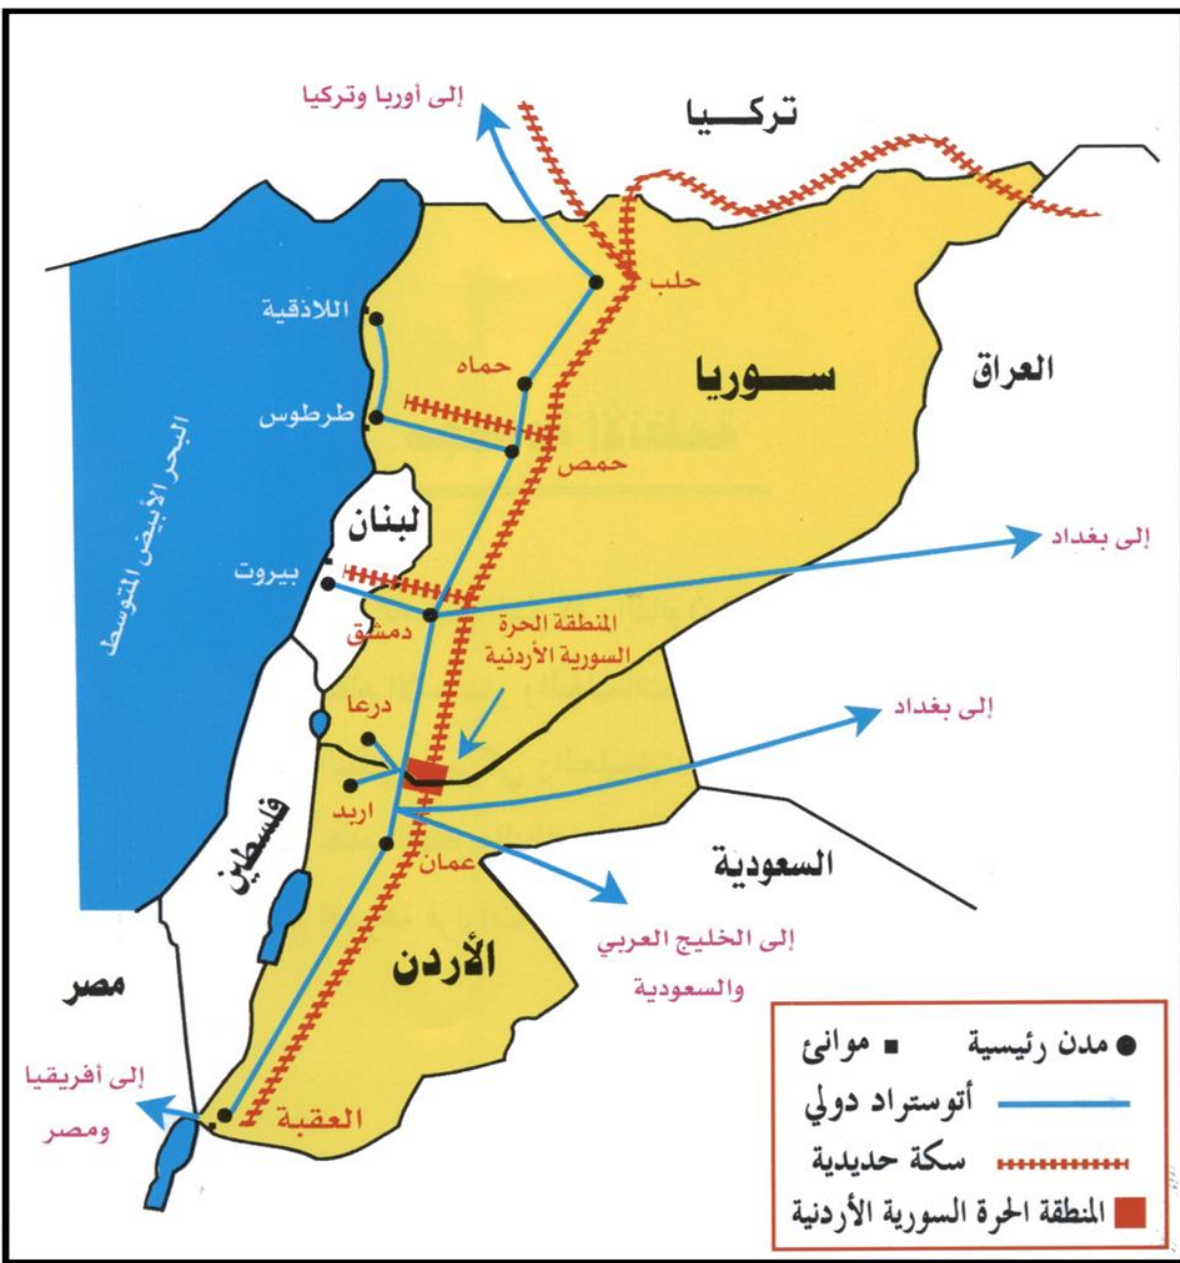 إلى أوربا وتركيا
تركيا
حلب
اللاذقية
حماه
سوريا
العراق
طرطوس
حمص
البحر الأبيض المتوسط
لبنان
إلى بغداد
بيروت
دمشق
المنطقة الحرة
السورية الأردنية
درعا
إلى بغداد
اربد
فلسطين
عمان
السعودية
إلى الخليج العربي
والسعودية
الأردن
مصر
إلى أفريقيا
ومصر
العقبة
مدن رئيسية
موانئ
أتوستراد دولي
سكة حديدية
المنطقة الحرة السورية الأردنية